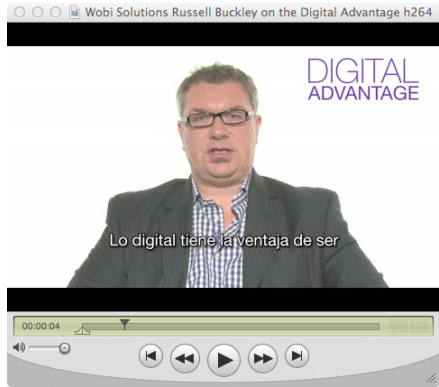 Wobi Solutions Russell Buckley on the Digital Advantage h264
DIGITAL
ADVANTAGE
Lo digital tiene la ventaja de ser
00:00:04